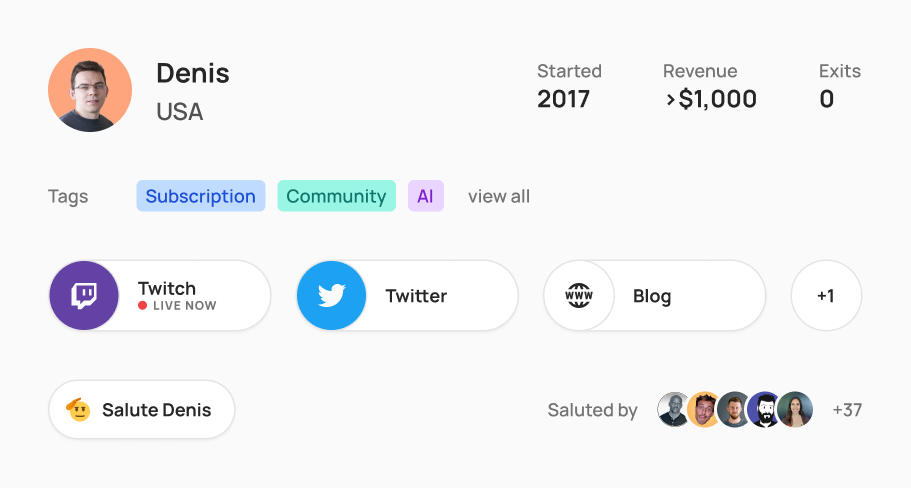 Denis
USA
Started
2017
Revenue
>$1,000
Exits
0
Tags
Subscription
Community
AI
view all
Twitch
LIVE NOW
Twitter
WWW
Blog
+1
Salute Denis
Saluted by
+37